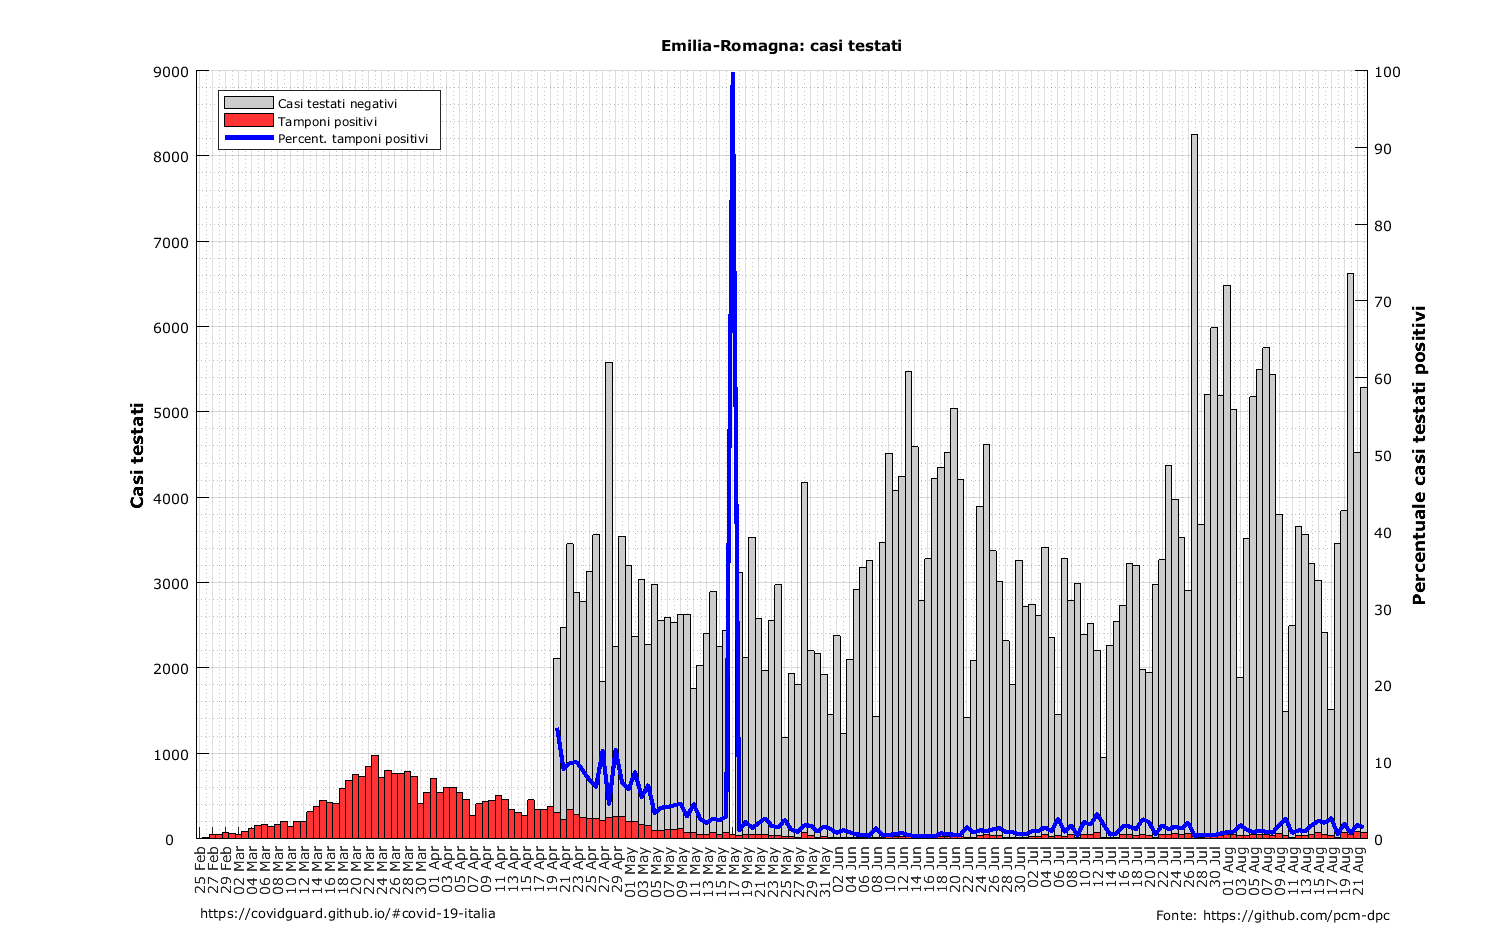 Emilia-Romagna: casi testati
Casi testati negativi
Tamponi positivi
Percent. tamponi positivi
Casi testati
9000
8000
7000
6000
5000
4000
3000
2000
1000
0
Percentuale casi testati positivi
100
90
80
70
60
50
40
30
20
10
0
25 Feb
27 Feb
29 Feb
02 Mar
04 Mar
06 Mar
08 Mar
10 Mar
12 Mar
14 Mar
16 Mar
18 Mar
20 Mar
22 Mar
24 Mar
26 Mar
28 Mar
30 Mar
01 Apr
03 Apr
05 Apr
07 Apr
09 Apr
11 Apr
13 Apr
15 Apr
17 Apr
19 Apr
21 Apr
23 Apr
25 Apr
27 Apr
29 Apr
01 May
03 May
05 May
07 May
09 May
11 May
13 May
15 May
17 May
19 May
21 May
23 May
25 May
27 May
29 May
31 May
02 Jun
04 Jun
06 Jun
08 Jun
10 Jun
12 Jun
14 Jun
16 Jun
18 Jun
20 Jun
22 Jun
24 Jun
26 Jun
28 Jun
30 Jun
02 Jul
04 Jul
06 Jul
08 Jul
10 Jul
12 Jul
14 Jul
16 Jul
18 Jul
20 Jul
22 Jul
24 Jul
26 Jul
28 Jul
30 Jul
01 Aug
03 Aug
05 Aug
07 Aug
09 Aug
11 Aug
13 Aug
15 Aug
17 Aug
19 Aug
21 Aug
https://covidguard.github.io/#covid-19-italia
Fonte: https://github.com/pcm-dpc